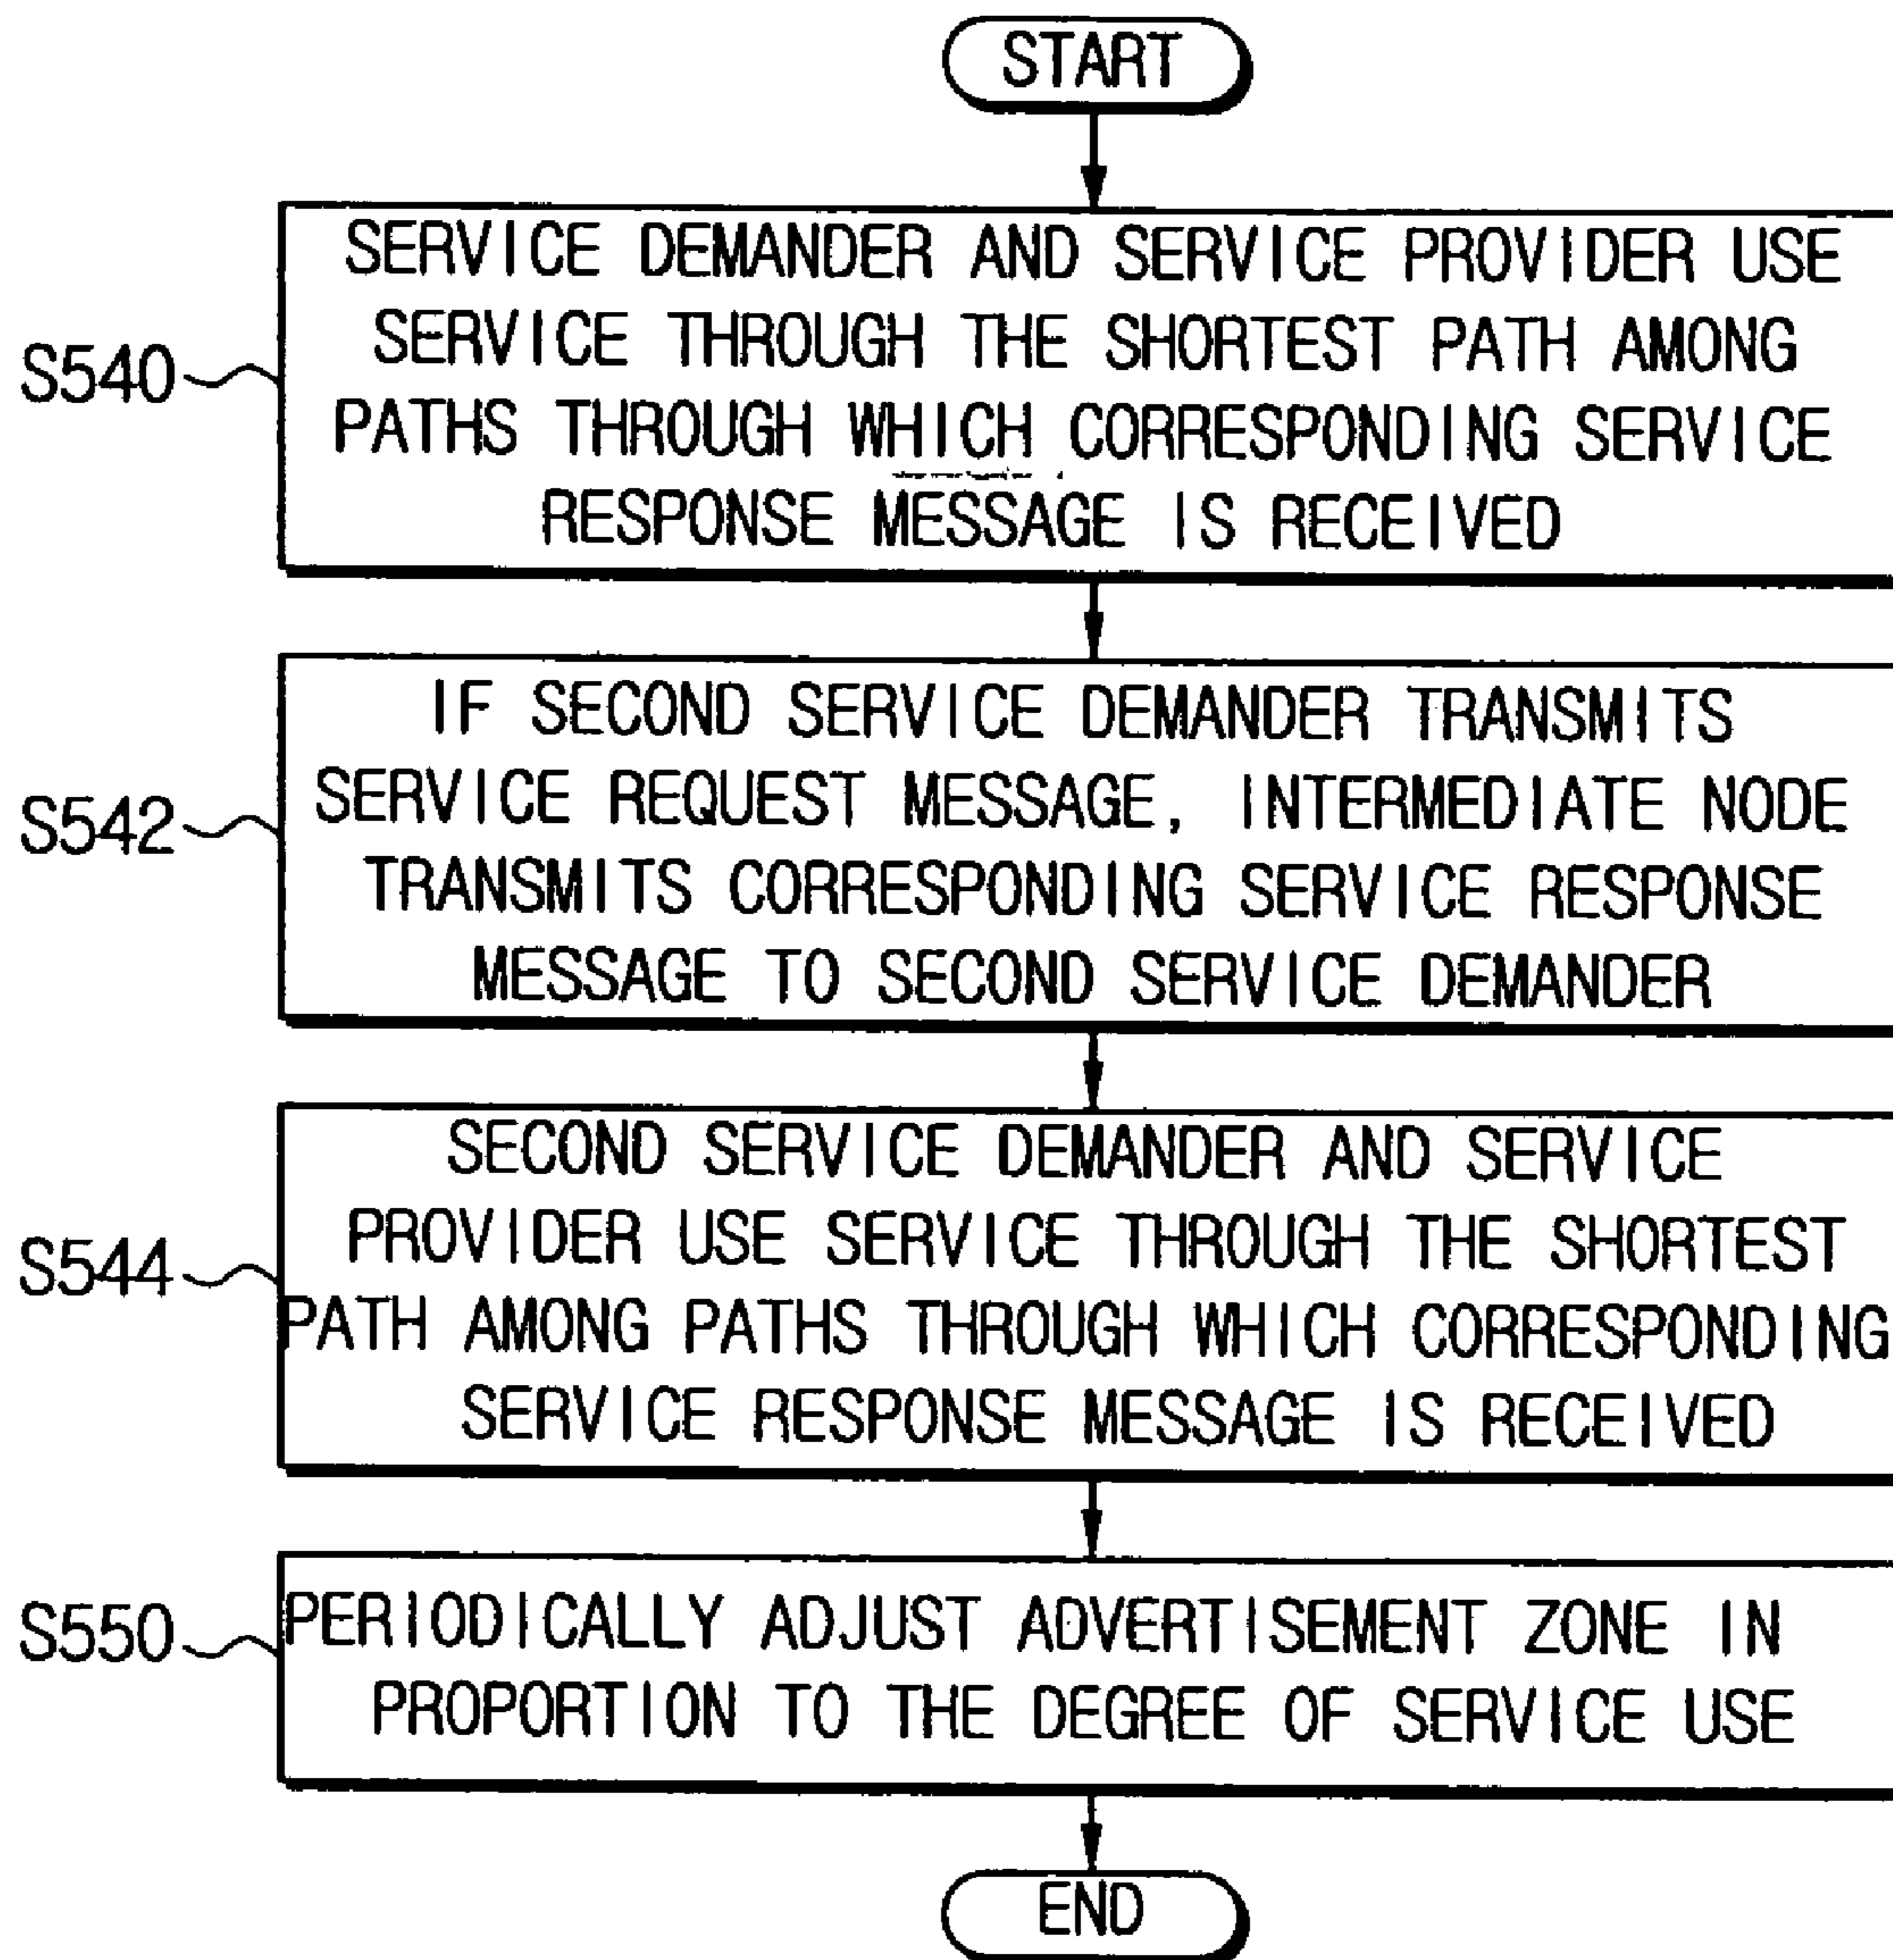 START
SERVICE DEMANDER AND SERVICE PROVIDER USE
SERVICE THROUGH THE SHORTEST PATH AMONG
PATHS THROUGH WHICH CORRESPONDING SERVICE
RESPONSE MESSAGE IS RECEIVED
S540
IF SECOND SERVICE DEMANDER TRANSMITS
SERVICE REQUEST MESSAGE, INTERMEDIATE NODE
TRANSMITS CORRESPONDING SERVICE RESPONSE
MESSAGE TO SECOND SERVICE DEMANDER
S542
SECOND SERVICE DEMANDER AND SERVICE
PROVIDER USE SERVICE THROUGH THE SHORTEST
PATH AMONG PATHS THROUGH WHICH CORRESPONDING
SERVICE RESPONSE MESSAGE IS RECEIVED
S544
PERIODICALLY ADJUST ADVERTISEMENT ZONE IN
PROPORTION TO THE DEGREE OF SERVICE USE
S550
END